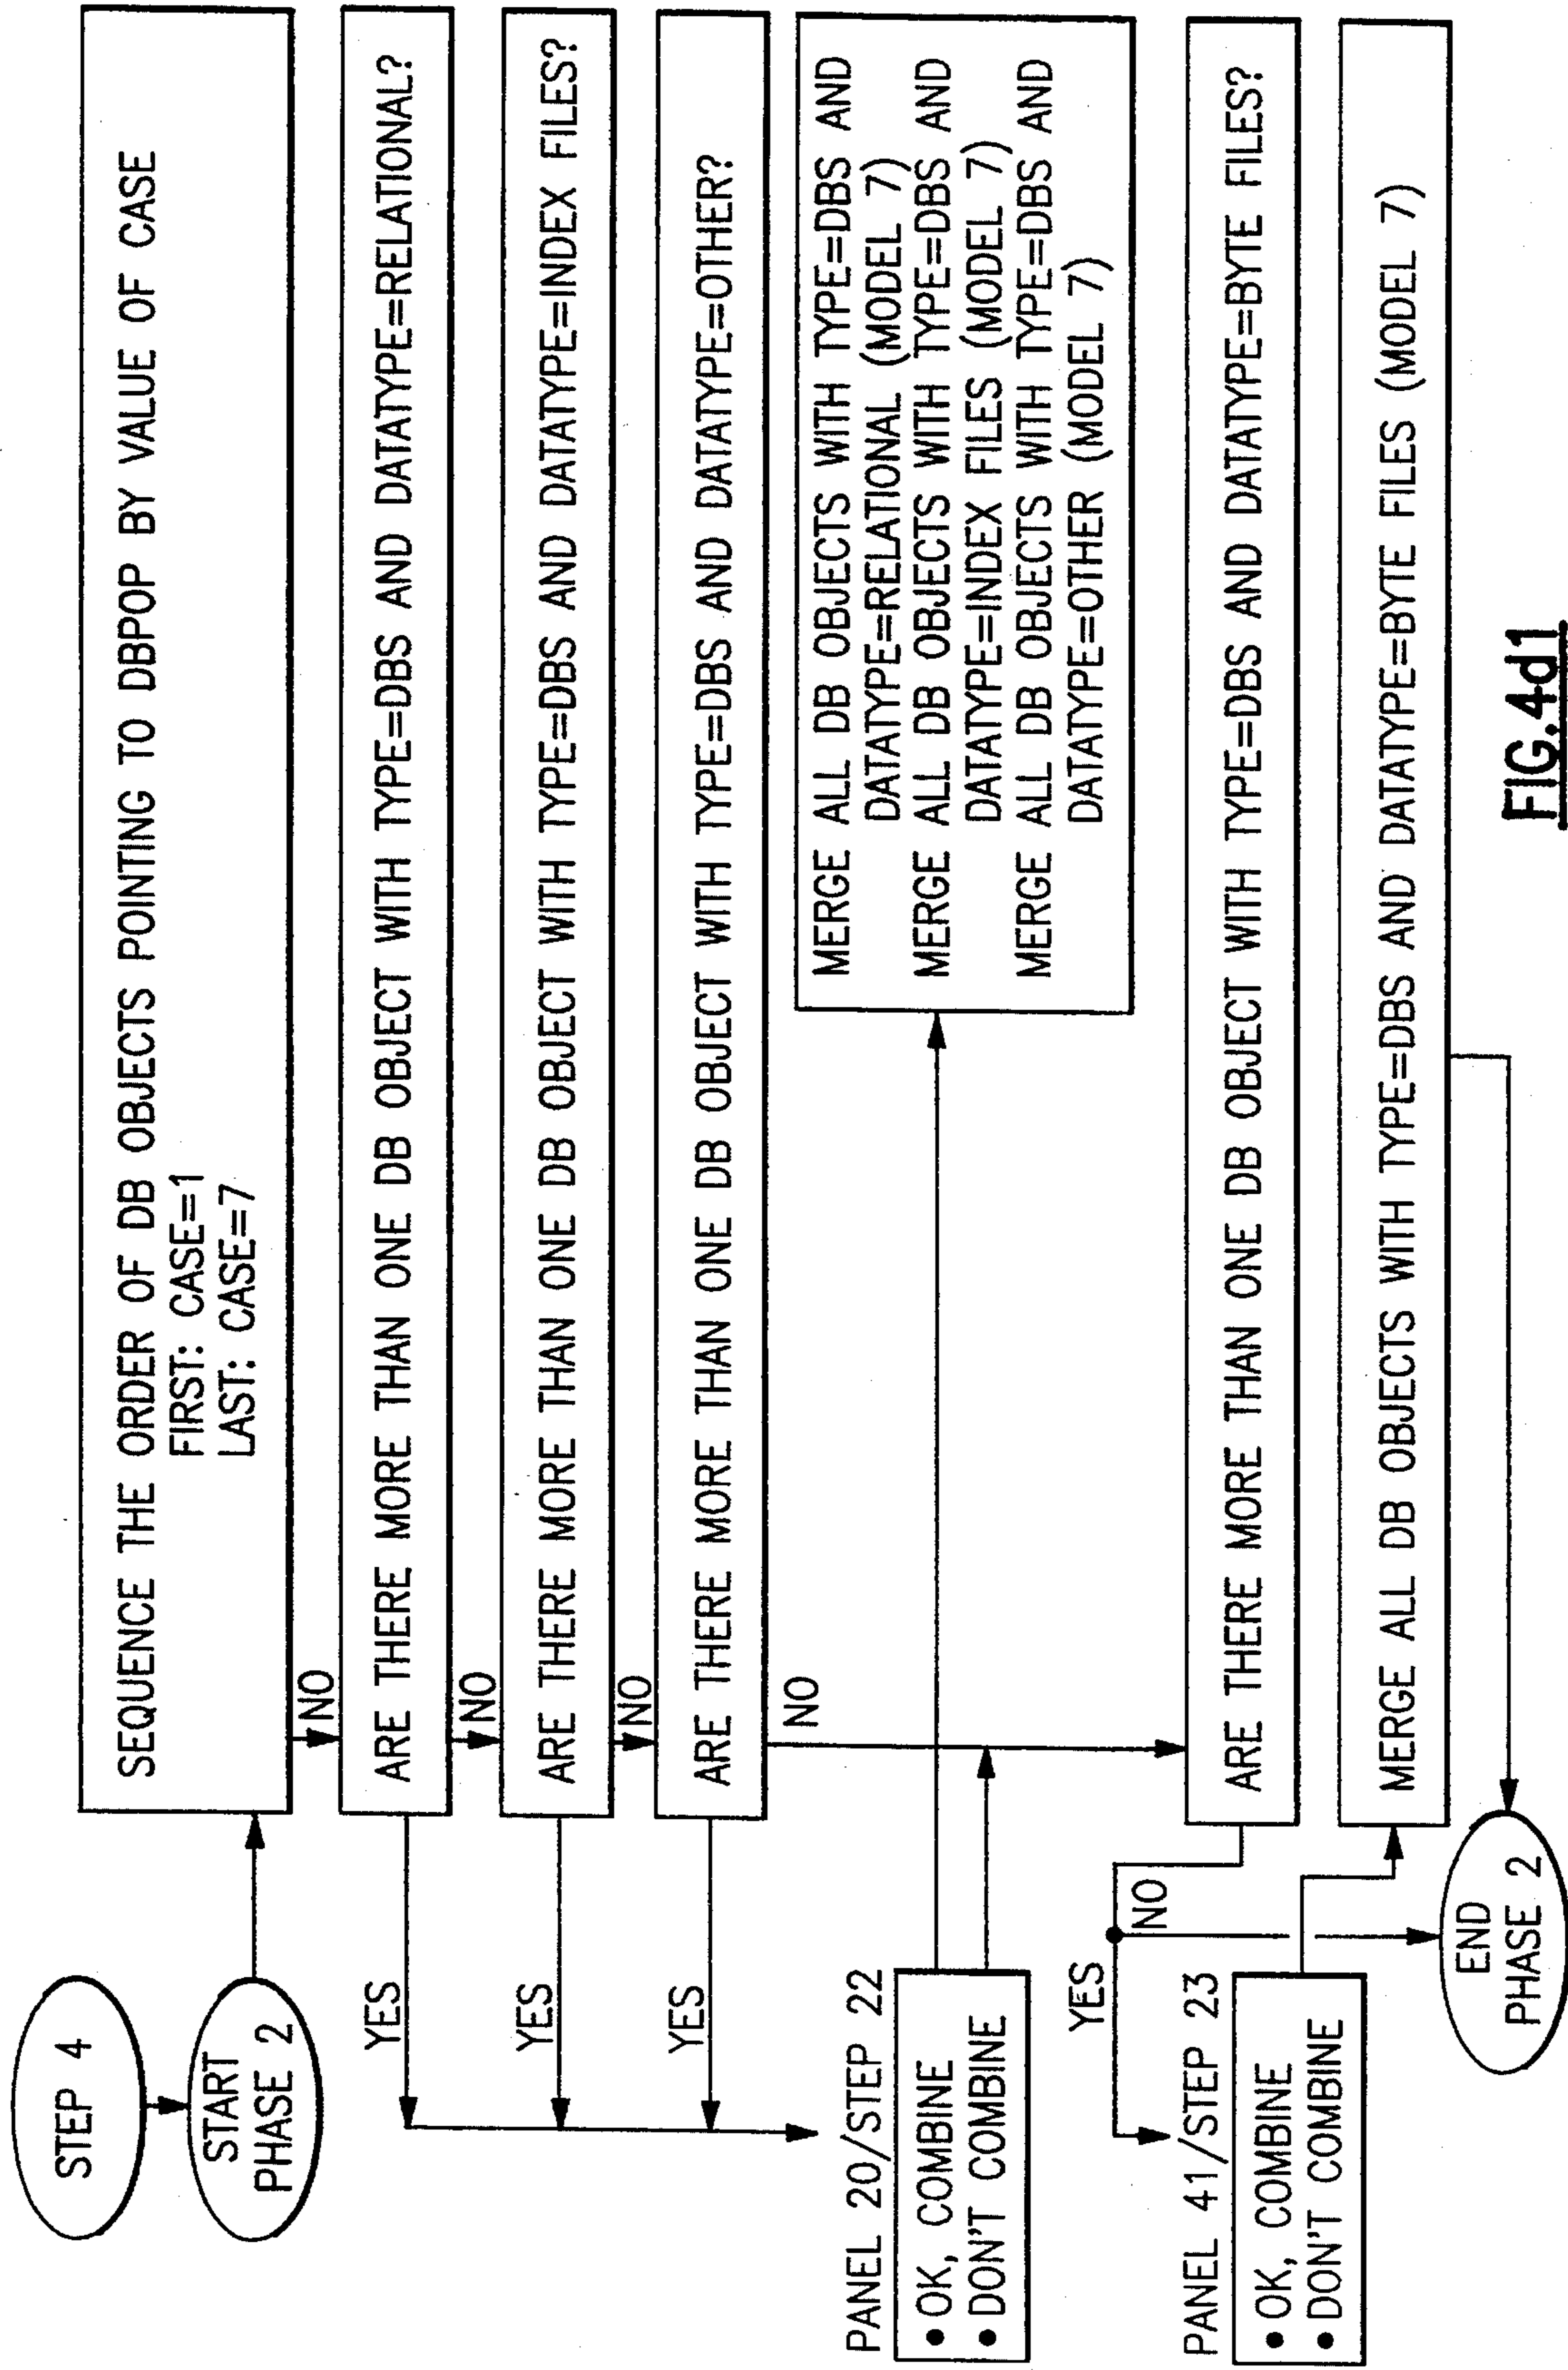 STEP 4
START
PHASE 2
SEQUENCE THE ORDER OF DB OBJECTS POINTING TO DBPOP BY VALUE OF CASE
FIRST: CASE=1
LAST: CASE=7
NO
ARE THERE MORE THAN ONE DB OBJECT WITH TYPE=DBS AND DATATYPE=RELATIONAL?
YES
NO
ARE THERE MORE THAN ONE DB OBJECT WITH TYPE=DBS AND DATATYPE=INDEX FILES?
YES
NO
ARE THERE MORE THAN ONE DB OBJECT WITH TYPE=DBS AND DATATYPE=OTHER?
YES
NO
PANEL 20/STEP 22
• OK, COMBINE
• DON'T COMBINE
MERGE ALL DB OBJECTS WITH TYPE=DBS AND
DATATYPE=RELATIONAL (MODEL 7)
MERGE ALL DB OBJECTS WITH TYPE=DBS AND
DATATYPE=INDEX FILES (MODEL 7)
MERGE ALL DB OBJECTS WITH TYPE=DBS AND
DATATYPE=OTHER (MODEL 7)
YES
NO
ARE THERE MORE THAN ONE DB OBJECT WITH TYPE=DBS AND DATATYPE=BYTE FILES?
PANEL 41/STEP 23
• OK, COMBINE
• DON'T COMBINE
MERGE ALL DB OBJECTS WITH TYPE=DBS AND DATATYPE=BYTE FILES (MODEL 7)
END
PHASE 2
FIG.4d1